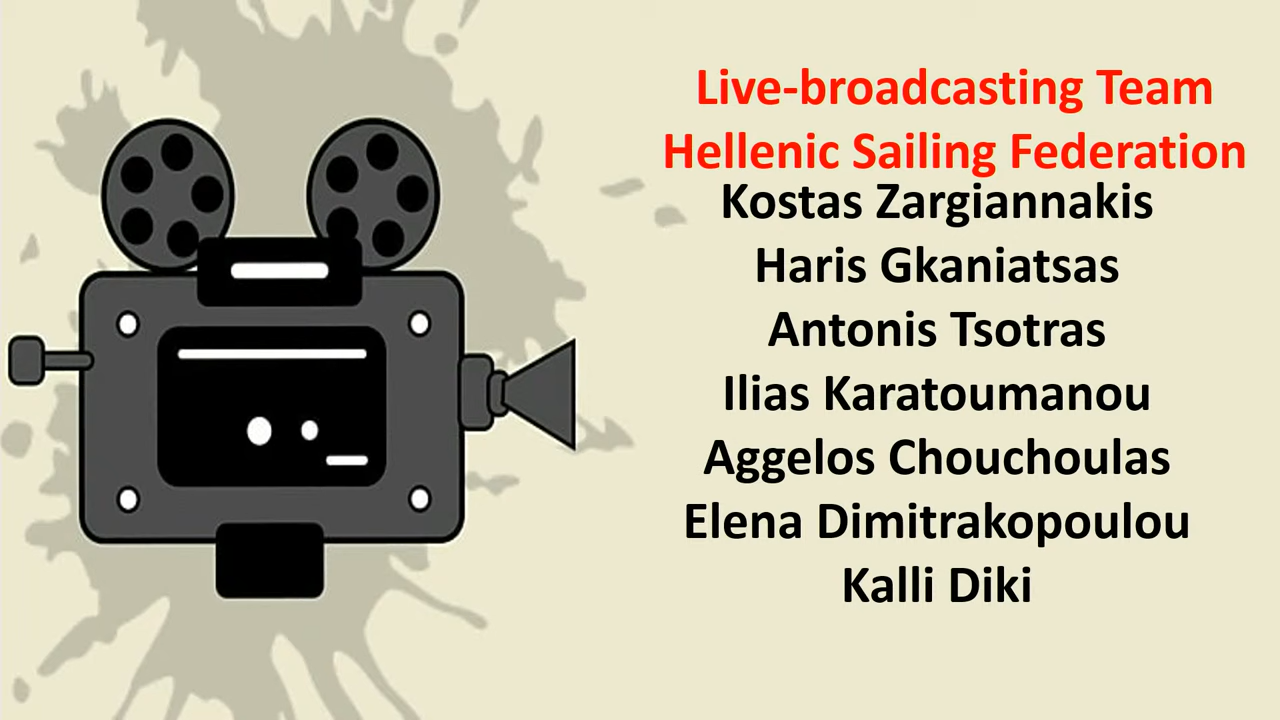 Live-broadcasting Team
Hellenic Sailing Federation
Kostas Zargiannakis
Haris Gkaniatsas
Antonis Tsotras
Ilias Karatoumanou
Aggelos Chouchoulas
Elena Dimitrakopoulou
Kalli Diki